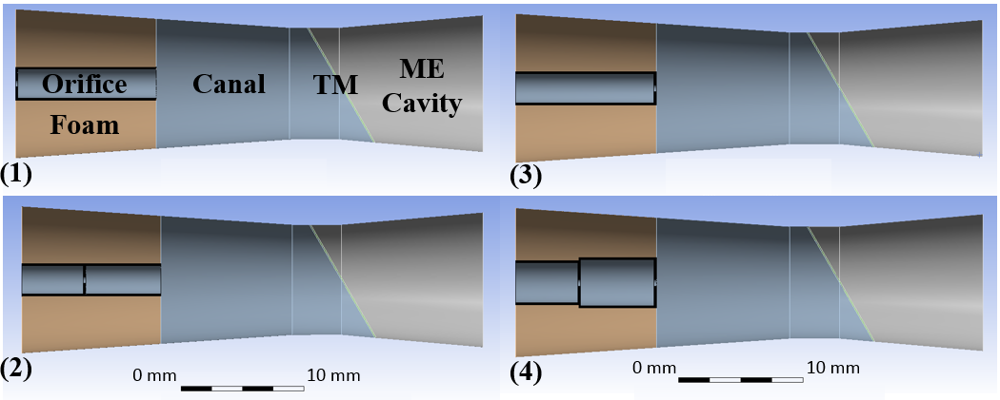 Orifice
Foam
Canal
TM
ME
Cavity
(1)
(3)
(2)
0 mm 10 mm
(4)
0 mm 10 mm